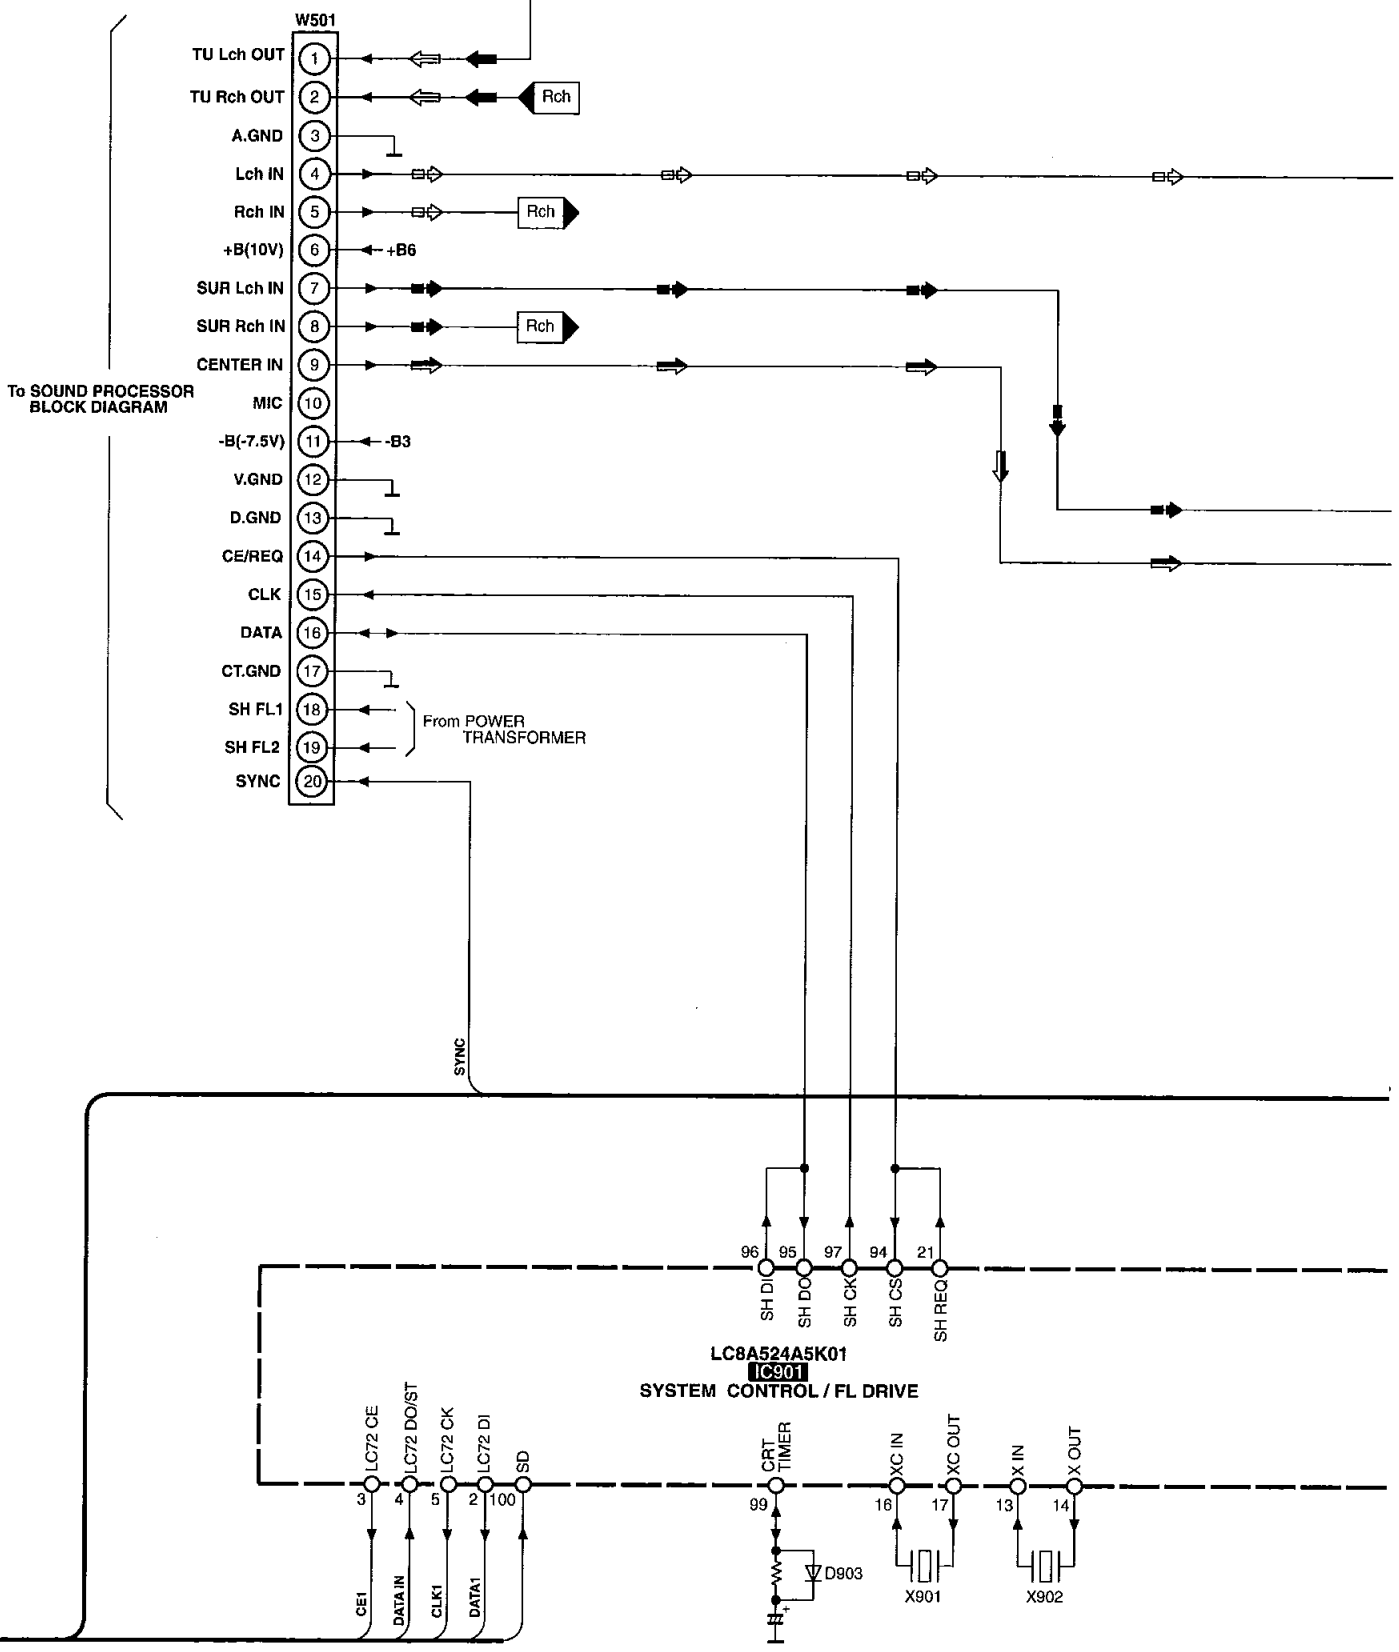 W501
TU Lch OUT 1
TU Rch OUT 2 Rch
A.GND 3
Lch IN 4
Rch IN 5 Rch
+B(10V) 6 +B6
SUR Lch IN 7
SUR Rch IN 8 Rch
CENTER IN 9
To SOUND PROCESSOR
BLOCK DIAGRAM
MIC 10
-B(-7.5V) 11 -B3
V.GND 12
D.GND 13
CE/REQ 14
CLK 15
DATA 16
CT.GND 17
SH FL1 18
From POWER
TRANSFORMER
SH FL2 19
SYNC 20
SYNC
96 95 97 94 21
SH DI
SH DO
SH CK
SH CS
SH REQ
LC8A524A5K01
IC901
SYSTEM CONTROL / FL DRIVE
LC72 CE
LC72 DO/ST
LC72 CK
LC72 DI
SD
CRT
TIMER
XC IN
XC OUT
X IN
X OUT
3 4 5 2 100 99 16 17 13 14
CE1
DATA IN
CLK1
DATA1
D903
+
X901
X902